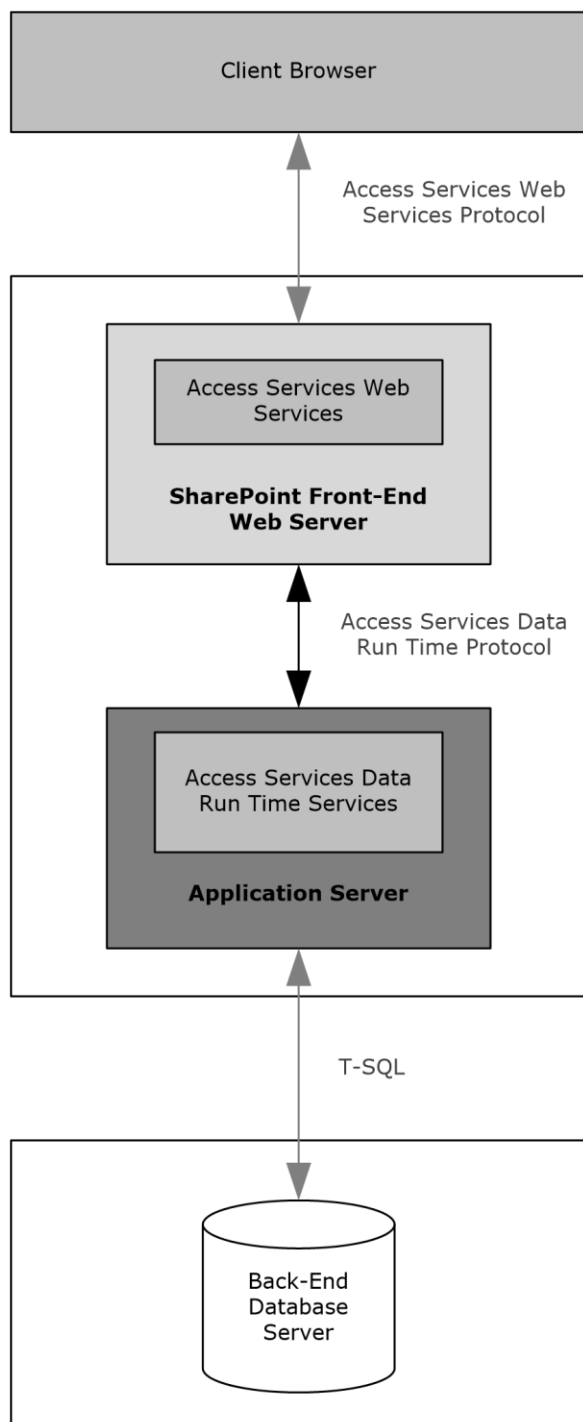 Client Browser
Access Services Web
Services Protocol
Access Services Web
Services
SharePoint Front-End
Web Server
Access Services Data
Run Time Protocol
Access Services Data
Run Time Services
Application Server
T-SQL
Back-End
Database
Server